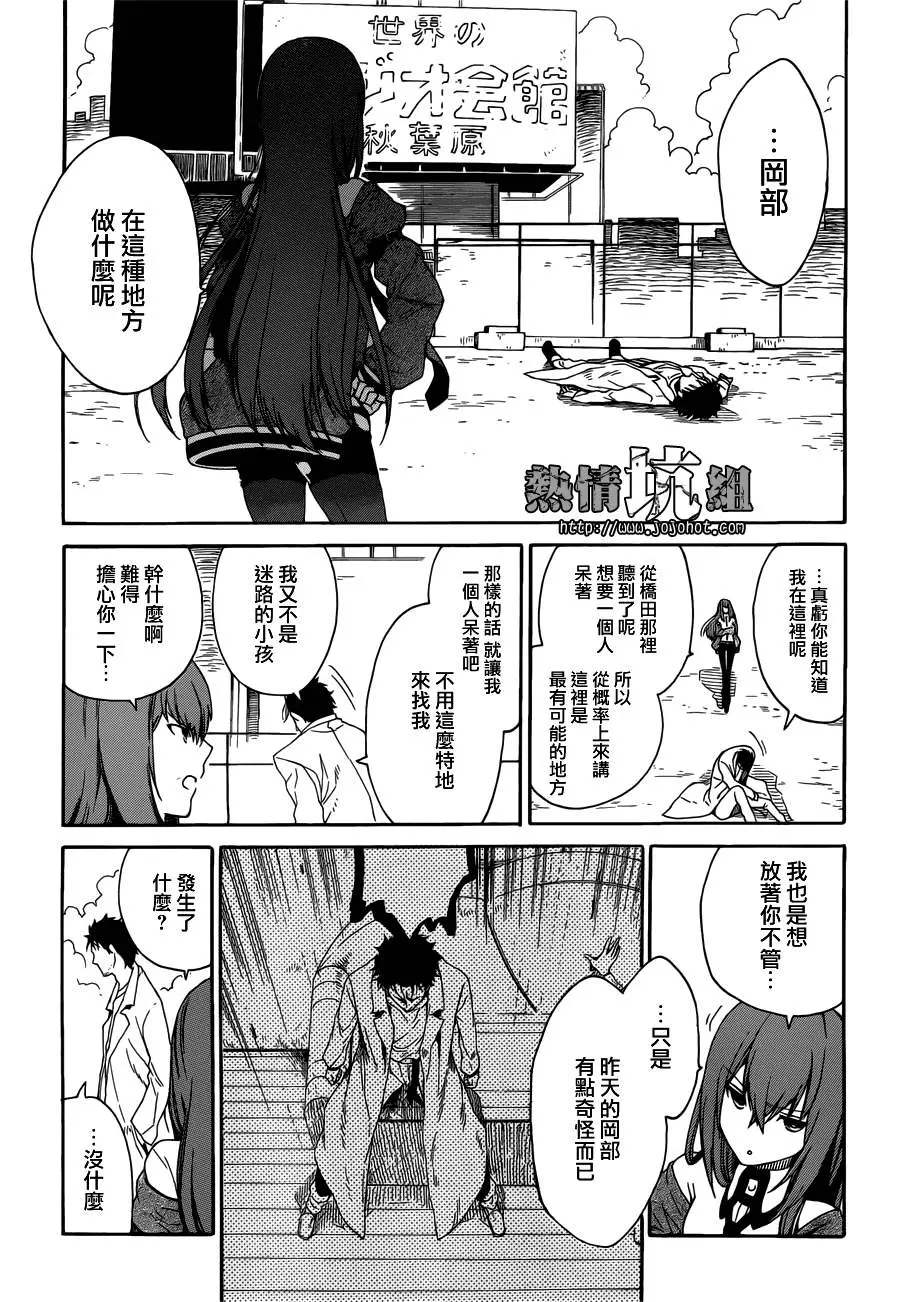 世界の
ジオ会館
秋葉原
…岡部
在這種地方
做什麼呢
熱情坑組
http://www.jojohot.com
…真虧你能知道
我在這裡呢
從橋田那裡
聽到了呢
想要一個人
呆著
所以
從概率上來講
這裡是
最有可能的地方
那樣的話 就讓我
一個人呆著吧
不用這麼特地
來找我
我又不是
迷路的小孩
幹什麼啊
難得
擔心你一下…
我也是想
放著你不管…
…只是
昨天的岡部
有點奇怪而已
發生了
什麼?
…沒什麼